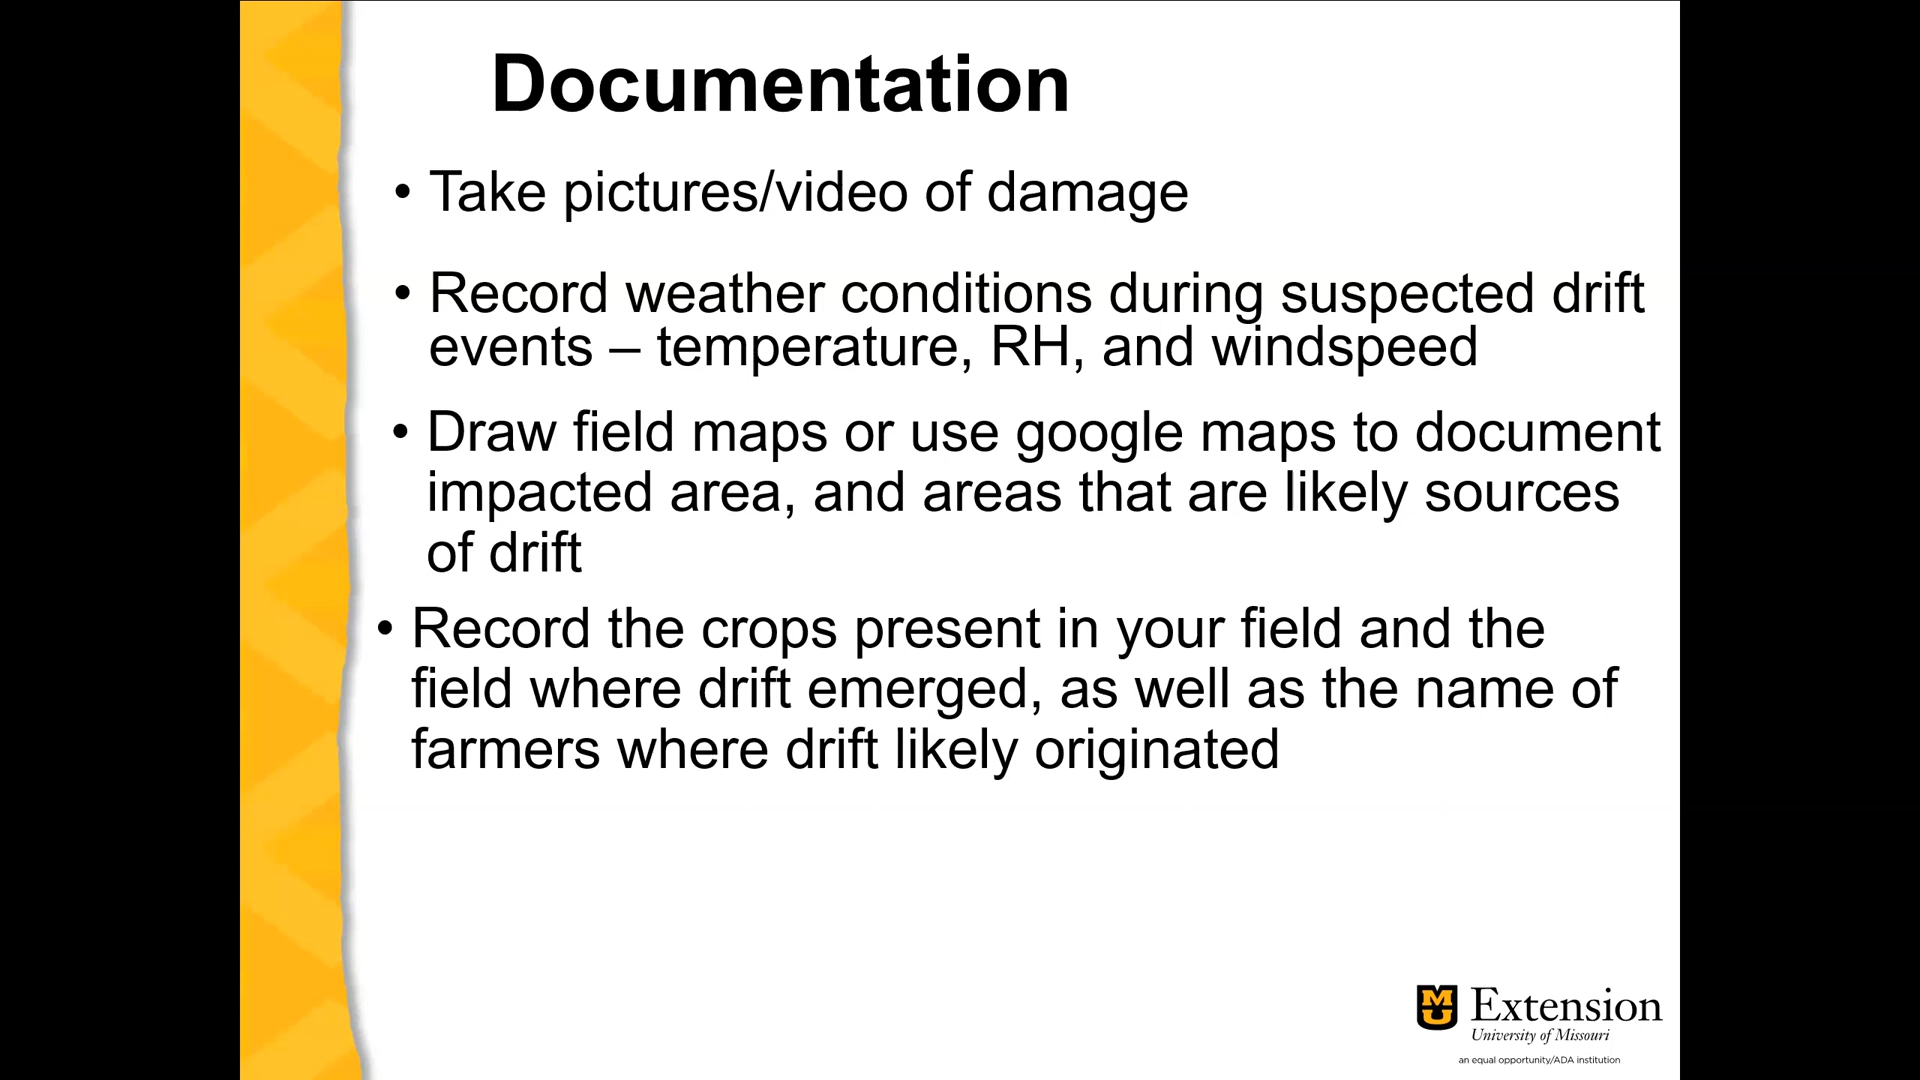 Documentation
• Take pictures/video of damage
• Record weather conditions during suspected drift
events – temperature, RH, and windspeed
• Draw field maps or use google maps to document
impacted area, and areas that are likely sources
of drift
• Record the crops present in your field and the
field where drift emerged, as well as the name of
farmers where drift likely originated
MU
Extension
University of Missouri
an equal opportunity/ADA institution